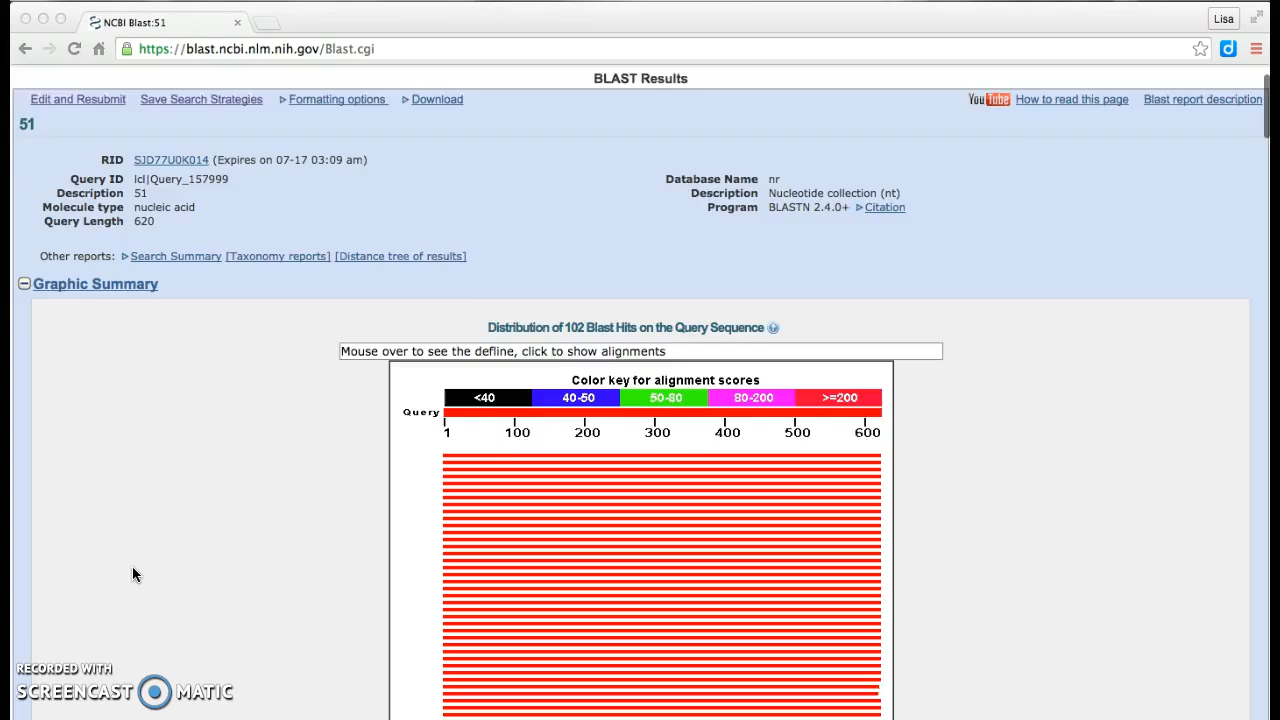 NCBI Blast:51
Lisa
https://blast.ncbi.nlm.nih.gov/Blast.cgi
BLAST Results
Edit and Resubmit Save Search Strategies Formatting options Download
YouTube How to read this page Blast report description
51
RID SJD77U0K014 (Expires on 07-17 03:09 am)
Query ID lcl|Query_157999
Description 51
Molecule type nucleic acid
Query Length 620
Database Name nr
Description Nucleotide collection (nt)
Program BLASTN 2.4.0+ Citation
Other reports: Search Summary [Taxonomy reports] [Distance tree of results]
Graphic Summary
Distribution of 102 Blast Hits on the Query Sequence ?
Mouse over to see the defline, click to show alignments
Color key for alignment scores
<40 40-50 50-80 80-200 >=200
Query
1 100 200 300 400 500 600
RECORDED WITH
SCREENCAST MATIC